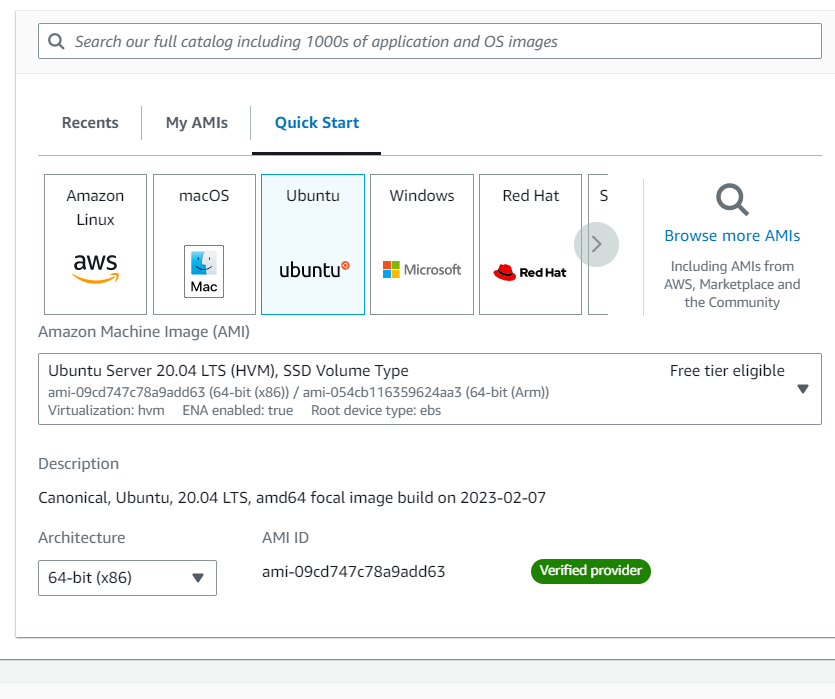 Search our full catalog including 1000s of application and OS images
Recents
My AMIs
Quick Start
Amazon
Linux
aws
macOS
Mac
Ubuntu
ubuntu
Windows
Microsoft
Red Hat
Red Hat
S
Browse more AMIs
Including AMIs from
AWS, Marketplace and
the Community
Amazon Machine Image (AMI)
Ubuntu Server 20.04 LTS (HVM), SSD Volume Type
Free tier eligible
ami-09cd747c78a9add63 (64-bit (x86)) / ami-054cb116359624aa3 (64-bit (Arm))
Virtualization: hvm ENA enabled: true Root device type: ebs
Description
Canonical, Ubuntu, 20.04 LTS, amd64 focal image build on 2023-02-07
Architecture
AMI ID
64-bit (x86)
ami-09cd747c78a9add63
Verified provider